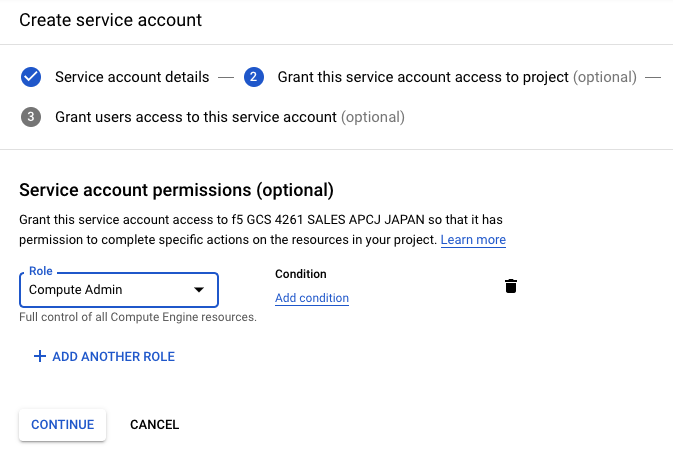 Create service account
Service account details
2 Grant this service account access to project (optional)
3 Grant users access to this service account (optional)
Service account permissions (optional)
Grant this service account access to f5 GCS 4261 SALES APCJ JAPAN so that it has
permission to complete specific actions on the resources in your project. Learn more
Role
Compute Admin
Condition
Add condition
Full control of all Compute Engine resources.
+ ADD ANOTHER ROLE
CONTINUE CANCEL